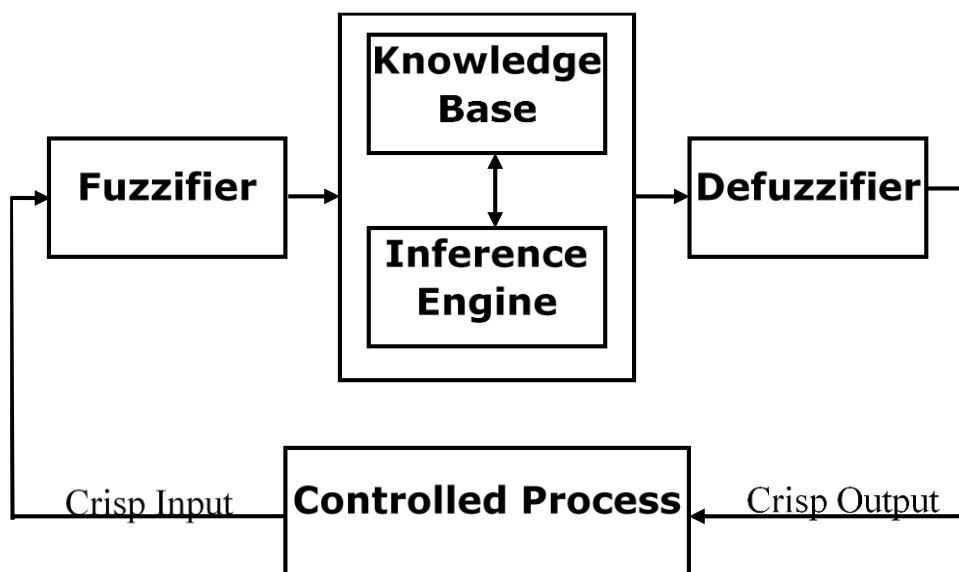 Knowledge
Base
Fuzzifier
Defuzzifier
Inference
Engine
Crisp Input
Controlled Process
Crisp Output